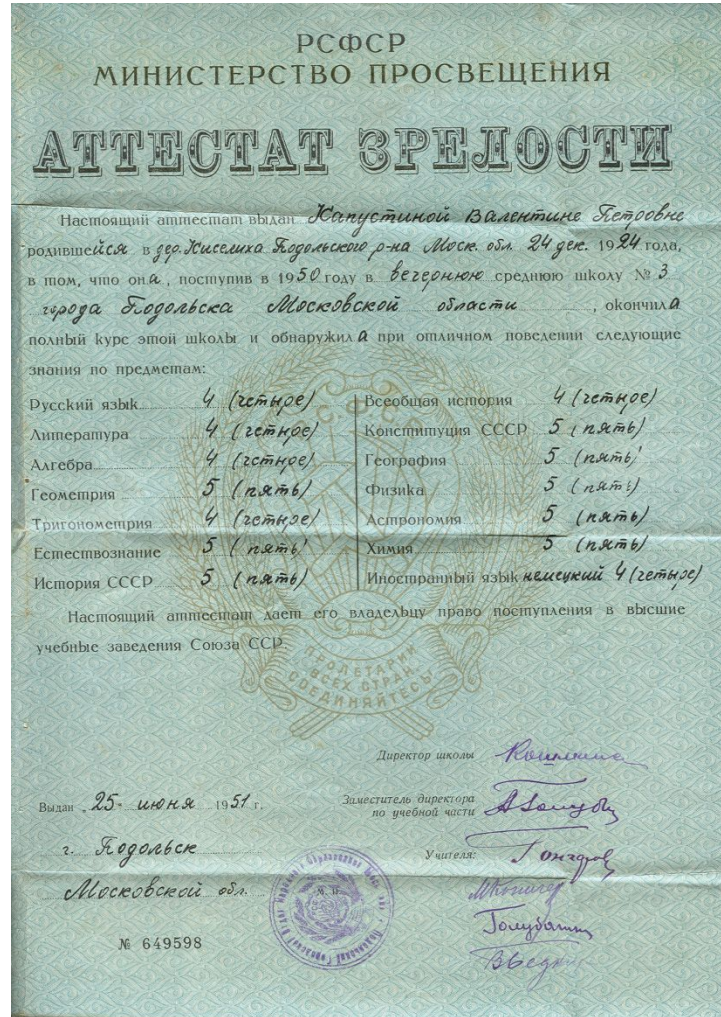 РСФСР
МИНИСТЕРСТВО ПРОСВЕЩЕНИЯ
АТТЕСТАТ ЗРЕЛОСТИ
Настоящий аттестат выдан Капустиной Валентине Петровне
родившейся в дер. Жиселиха Подольского р-на Моск. обл. 24 дек. 1924 года,
в том, что она, поступив в 1950 году в вечернюю среднюю школу № 3
города Подольска Московской области, окончила
полный курс этой школы и обнаружила при отличном поведении следующие
знания по предметам:
Русский язык 4 (четыре)
Литература 4 (четыре)
Алгебра 4 (четыре)
Геометрия 5 (пять)
Тригонометрия 4 (четыре)
Естествознание 5 (пять)
История СССР 5 (пять)
Всеобщая история 4 (четыре)
Конституция СССР 5 (пять)
География 5 (пять)
Физика 5 (пять)
Астрономия 5 (пять)
Химия 5 (пять)
Иностранный язык немецкий 4 (четыре)
Настоящий аттестат дает его владельцу право поступления в высшие
учебные заведения Союза ССР.
РСФСР
ПРОЛЕТАРИИ
ВСЕХ СТРАН,
СОЕДИНЯЙТЕСЬ!
Директор школы
Выдан „25" июня 1951 г.
Заместитель директора
по учебной части
г. Подольск
Учителя:
Московской обл.
М. П.
№ 649598